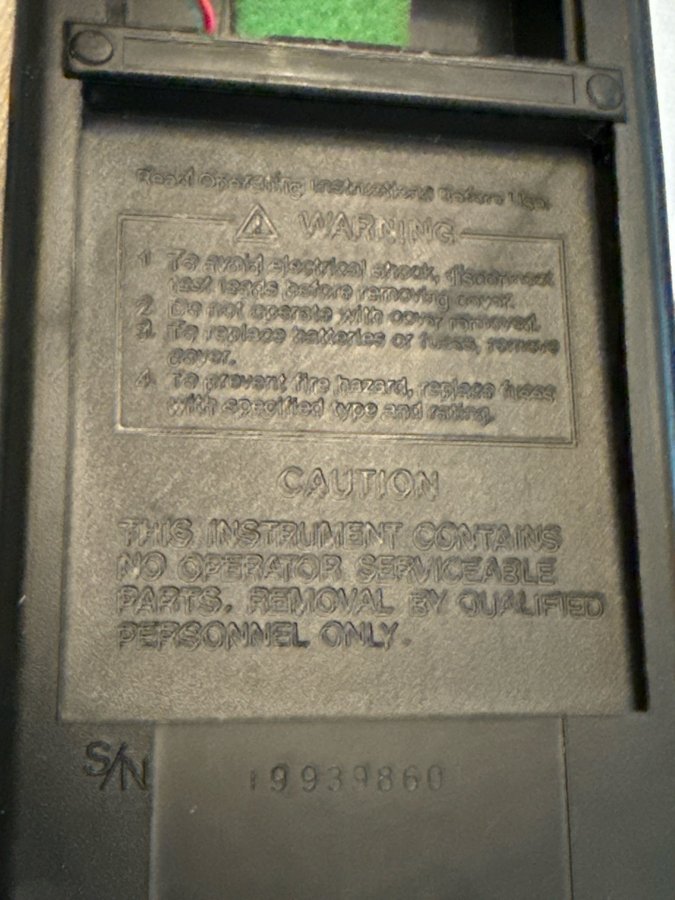 Read Operating Instructions Before Use.
WARNING
1. To avoid electrical shock, disconnect
test leads before removing cover.
2. Do not operate with cover removed.
3. To replace batteries or fuses, remove
cover.
4. To prevent fire hazard, replace fuses
with specified type and rating.
CAUTION
THIS INSTRUMENT CONTAINS
NO OPERATOR SERVICEABLE
PARTS. REMOVAL BY QUALIFIED
PERSONNEL ONLY.
S/N 19939860